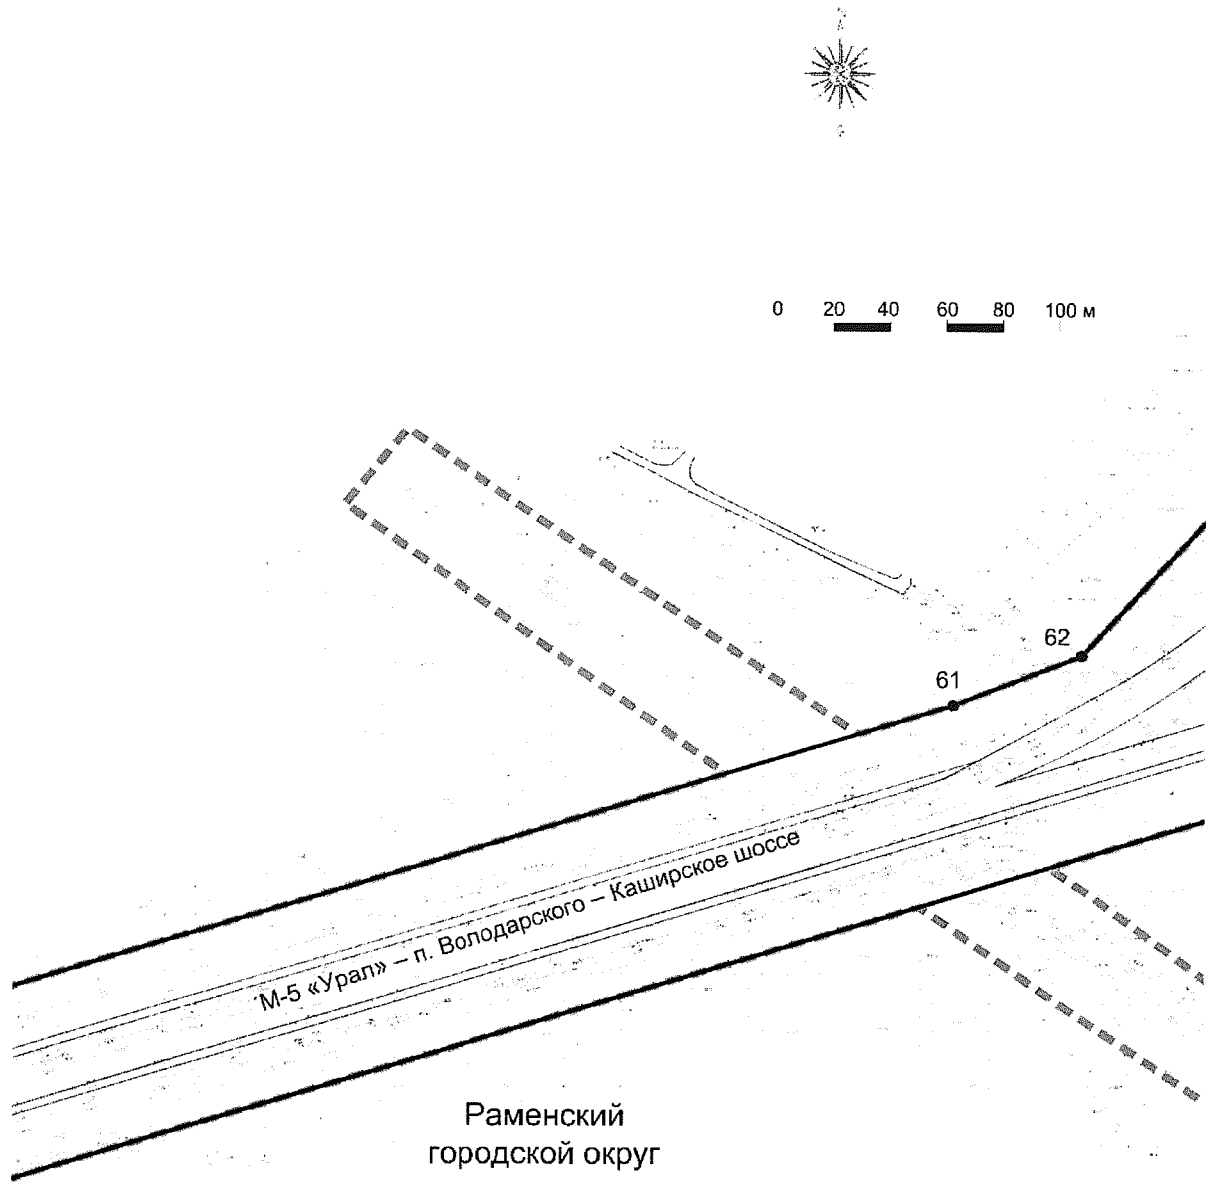 0 20 40 60 80 100 м
62
61
М-5 «Урал» – п. Володарского – Каширское шоссе
Раменский
городской округ